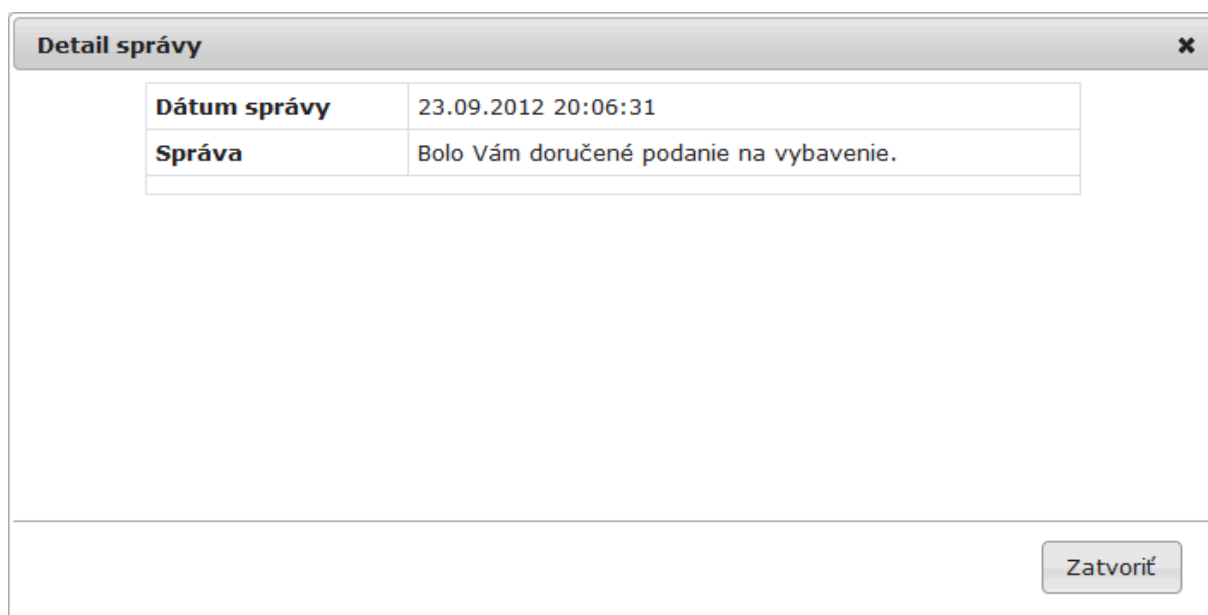 Detail správy
Dátum správy 23.09.2012 20:06:31
Správa Bolo Vám doručené podanie na vybavenie.
Zatvoriť